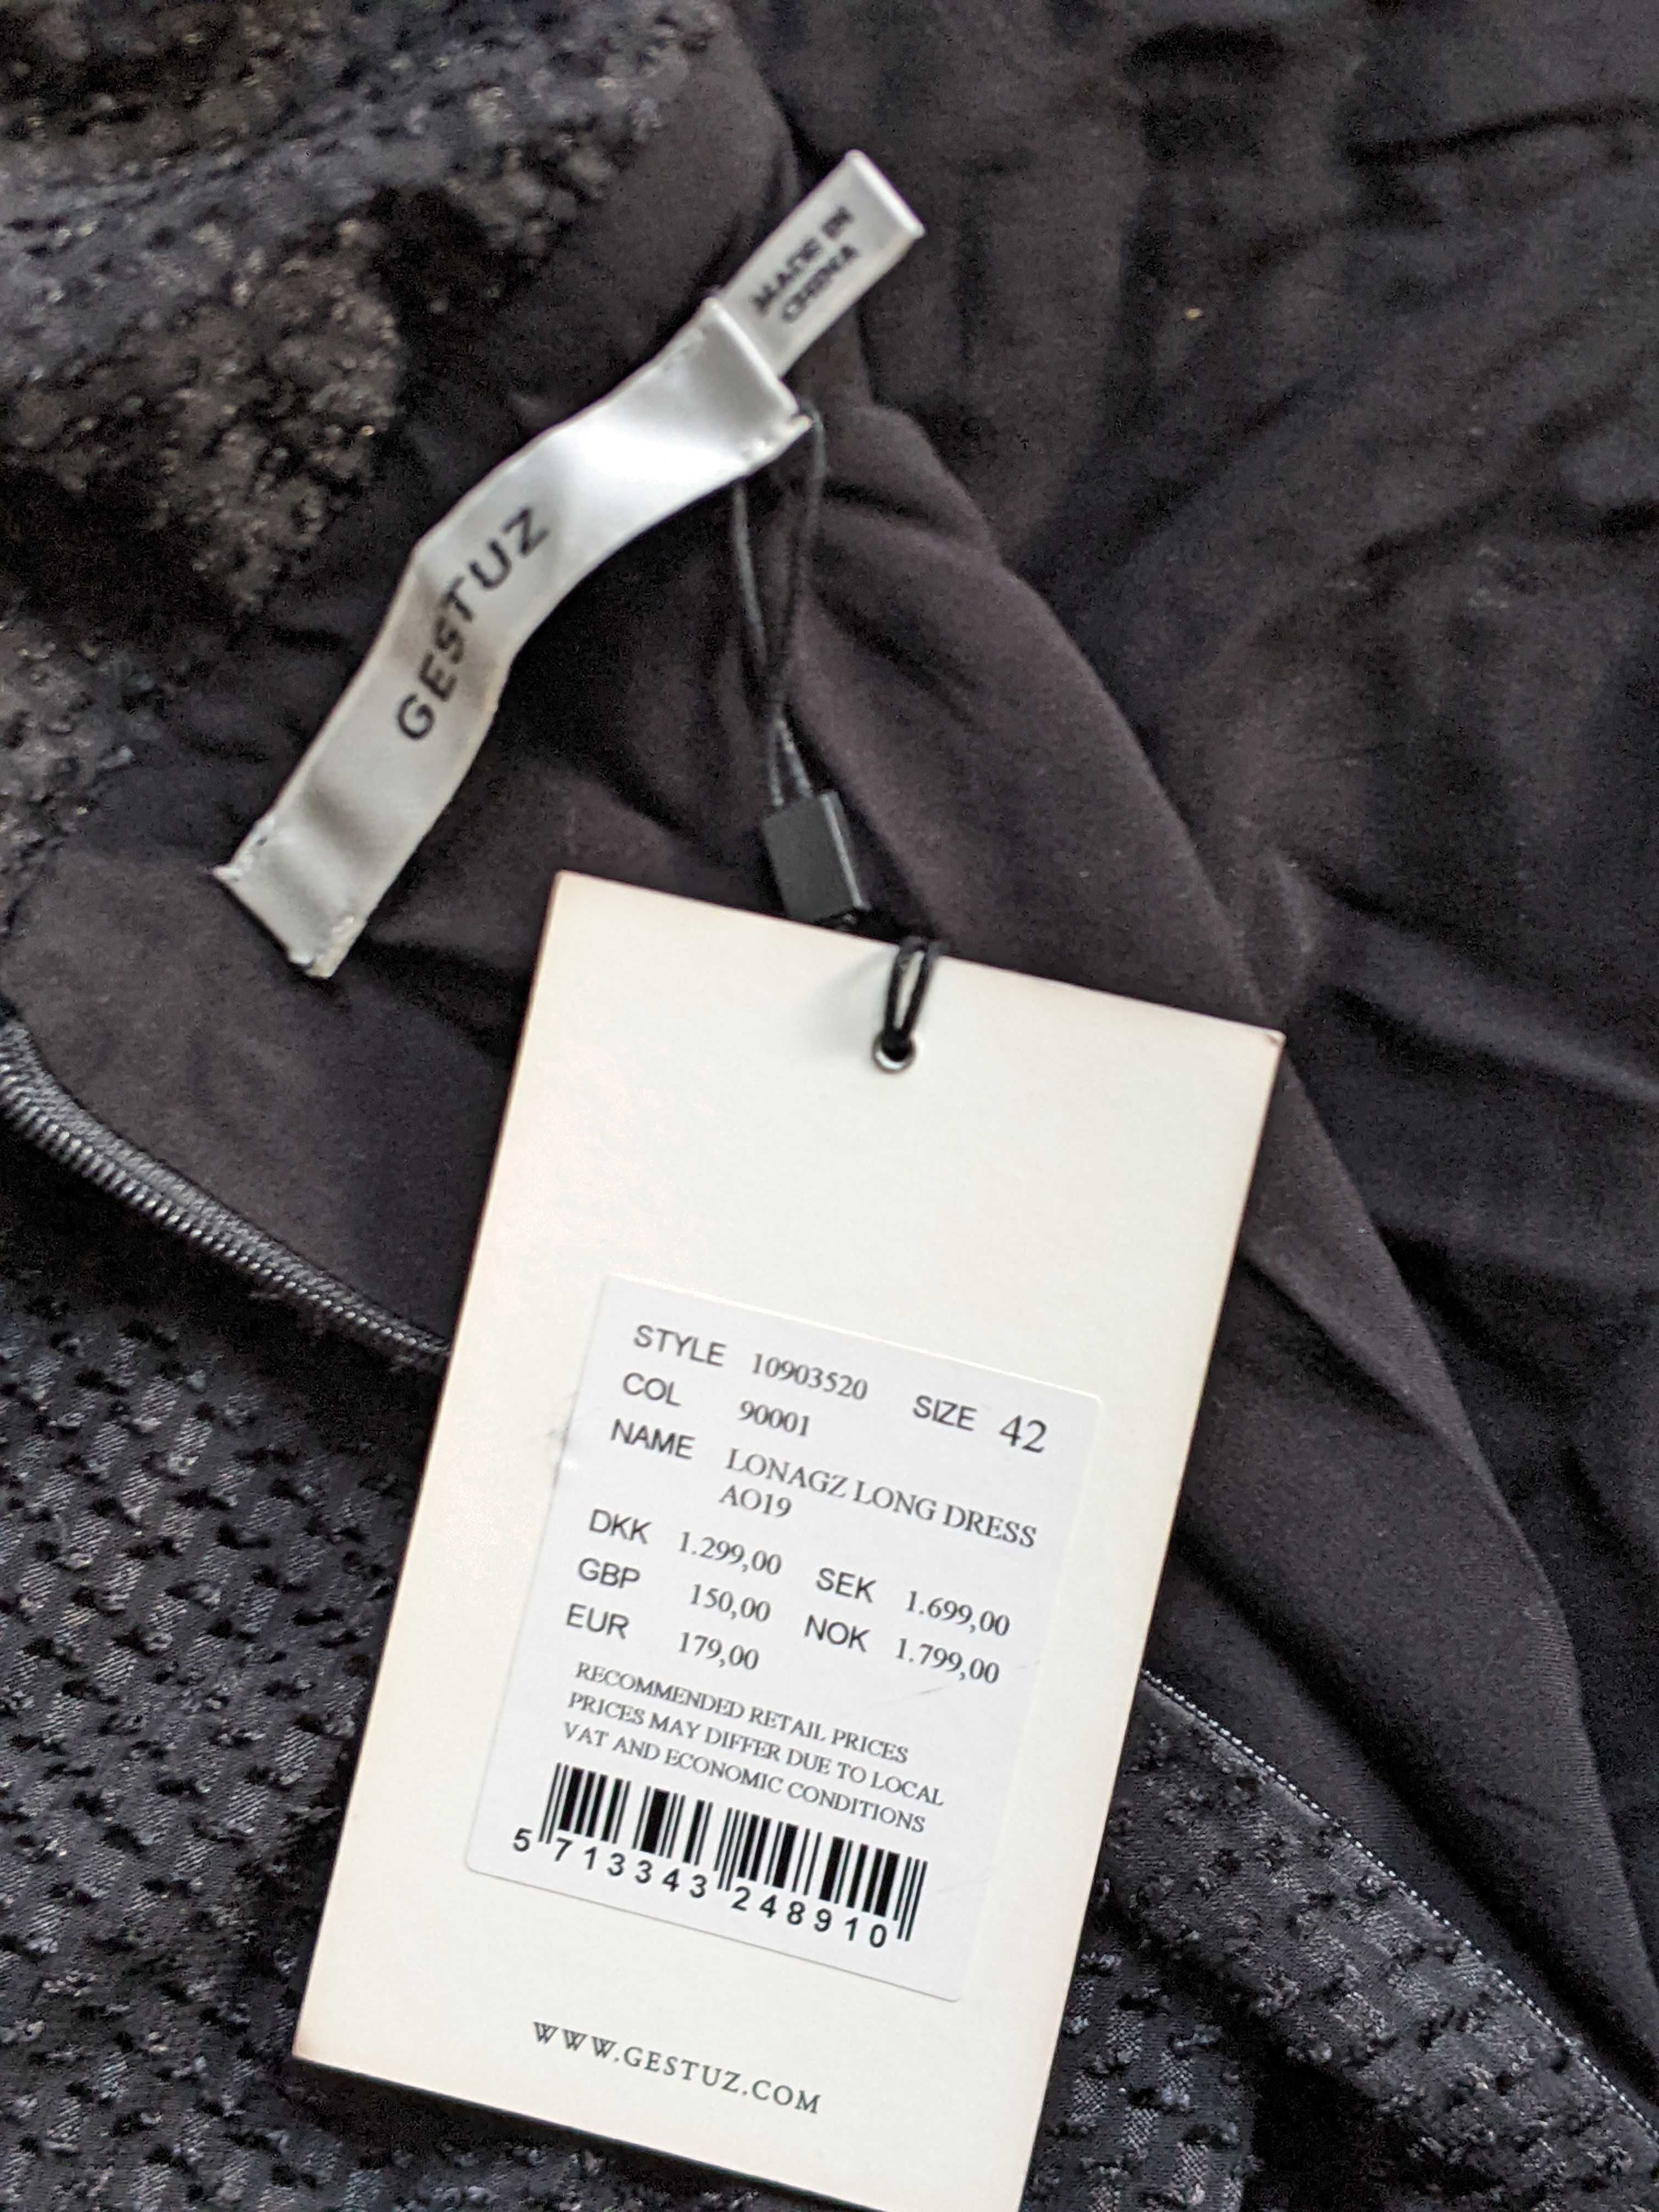 MADE IN
CHINA
GESTUZ
STYLE 10903520 SIZE 42
COL 90001
NAME LONAGZ LONG DRESS
AO19
DKK 1.299,00 SEK 1.699,00
GBP 150,00 NOK 1.799,00
EUR 179,00
RECOMMENDED RETAIL PRICES
PRICES MAY DIFFER DUE TO LOCAL
VAT AND ECONOMIC CONDITIONS
5 713343 248910
WWW.GESTUZ.COM